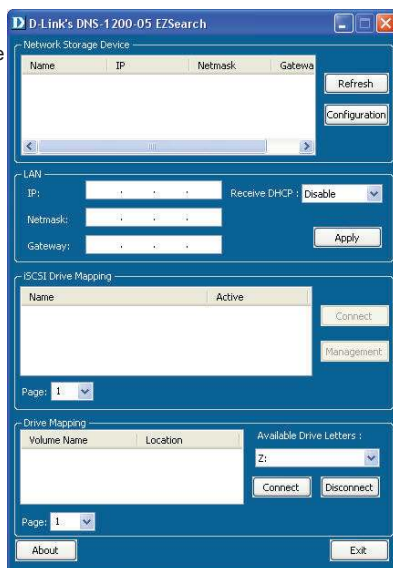 D-Link's DNS-1200-05 EZSearch
e
Network Storage Device
Name IP Netmask Gatewa
Refresh
Configuration
LAN
IP: . . . Receive DHCP : Disable
Netmask: . . .
Gateway: . . . Apply
iSCSI Drive Mapping
Name Active
Connect
Management
Page: 1
Drive Mapping
Volume Name Location Available Drive Letters :
Z:
Connect Disconnect
Page: 1
About Exit